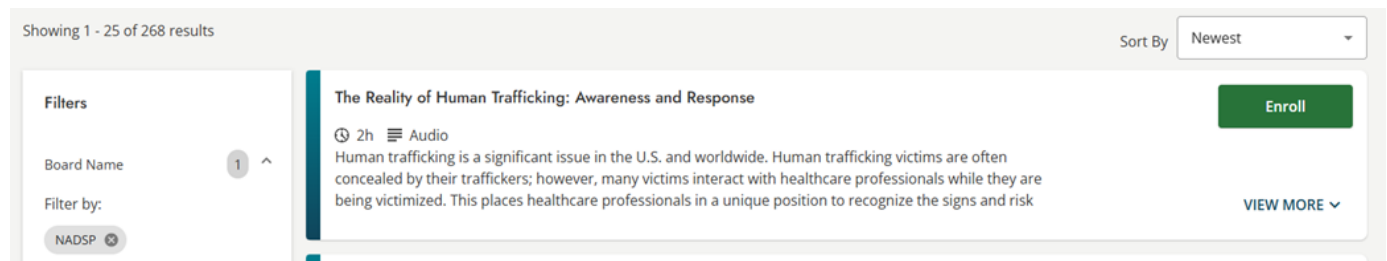 Showing 1 - 25 of 268 results
Sort By Newest
Filters
Board Name 1
Filter by:
NADSP
The Reality of Human Trafficking: Awareness and Response
Enroll
2h Audio
Human trafficking is a significant issue in the U.S. and worldwide. Human trafficking victims are often
concealed by their traffickers; however, many victims interact with healthcare professionals while they are
being victimized. This places healthcare professionals in a unique position to recognize the signs and risk
VIEW MORE